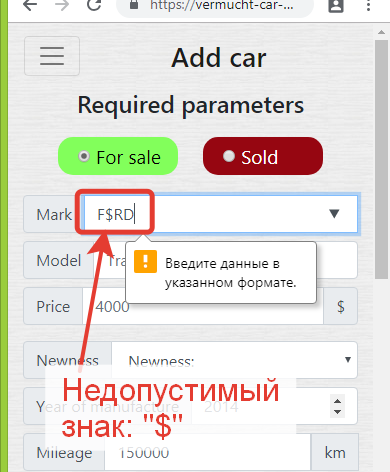 https://vermucht-car-...
Add car
Required parameters
For sale
Sold
Mark F$RD
Введите данные в
указанном формате.
Model Tra
Price 4000 $
Newness Newness:
Недопустимый
знак: "$"
Year of manufacture 2014
Mileage 150000 km